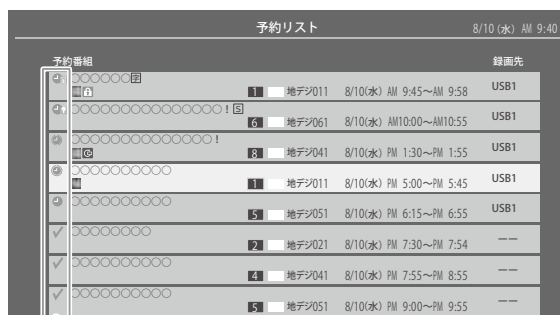 予約リスト
8/10 (水) AM 9:40
予約番組 録画先
○○○○○○字
1 地デジ011 8/10(水) AM 9:45～AM 9:58 USB1
○○○○○○○○○○○○○○○！S
6 地デジ061 8/10(水) AM10:00～AM10:55 USB1
○○○○○○○○○○○○○○！
8 地デジ041 8/10(水) PM 1:30～PM 1:55 USB1
○○○○○○○○○○
1 地デジ011 8/10(水) PM 5:00～PM 5:45 USB1
○○○○○○○○○○
5 地デジ051 8/10(水) PM 6:15～PM 6:55 USB1
○○○○○○○○
2 地デジ021 8/10(水) PM 7:30～PM 7:54 ーー
○○○○○○○○○○
4 地デジ041 8/10(水) PM 7:55～PM 8:55 ーー
○○○○○○○○○○
5 地デジ051 8/10(水) PM 9:00～PM 9:55 ーー